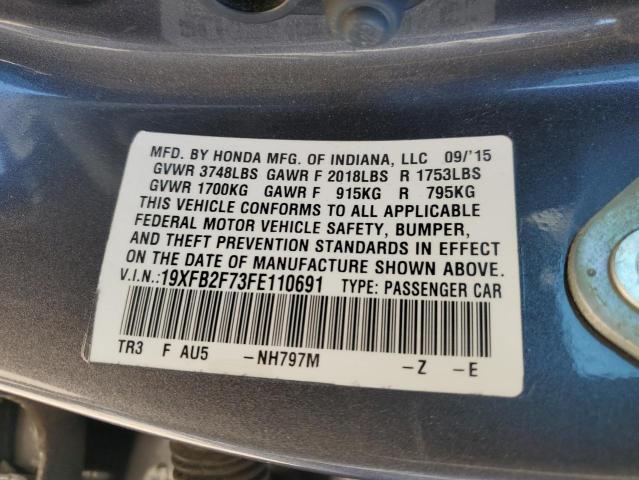 MFD. BY HONDA MFG. OF INDIANA, LLC 09/'15
GVWR 3748LBS GAWR F 2018LBS R 1753LBS
GVWR 1700KG GAWR F 915KG R 795KG
THIS VEHICLE CONFORMS TO ALL APPLICABLE
FEDERAL MOTOR VEHICLE SAFETY, BUMPER,
AND THEFT PREVENTION STANDARDS IN EFFECT
ON THE DATE OF MANUFACTURE SHOWN ABOVE.
V.I.N.:19XFB2F73FE110691 TYPE: PASSENGER CAR
TR3 F AU5 -NH797M -Z -E